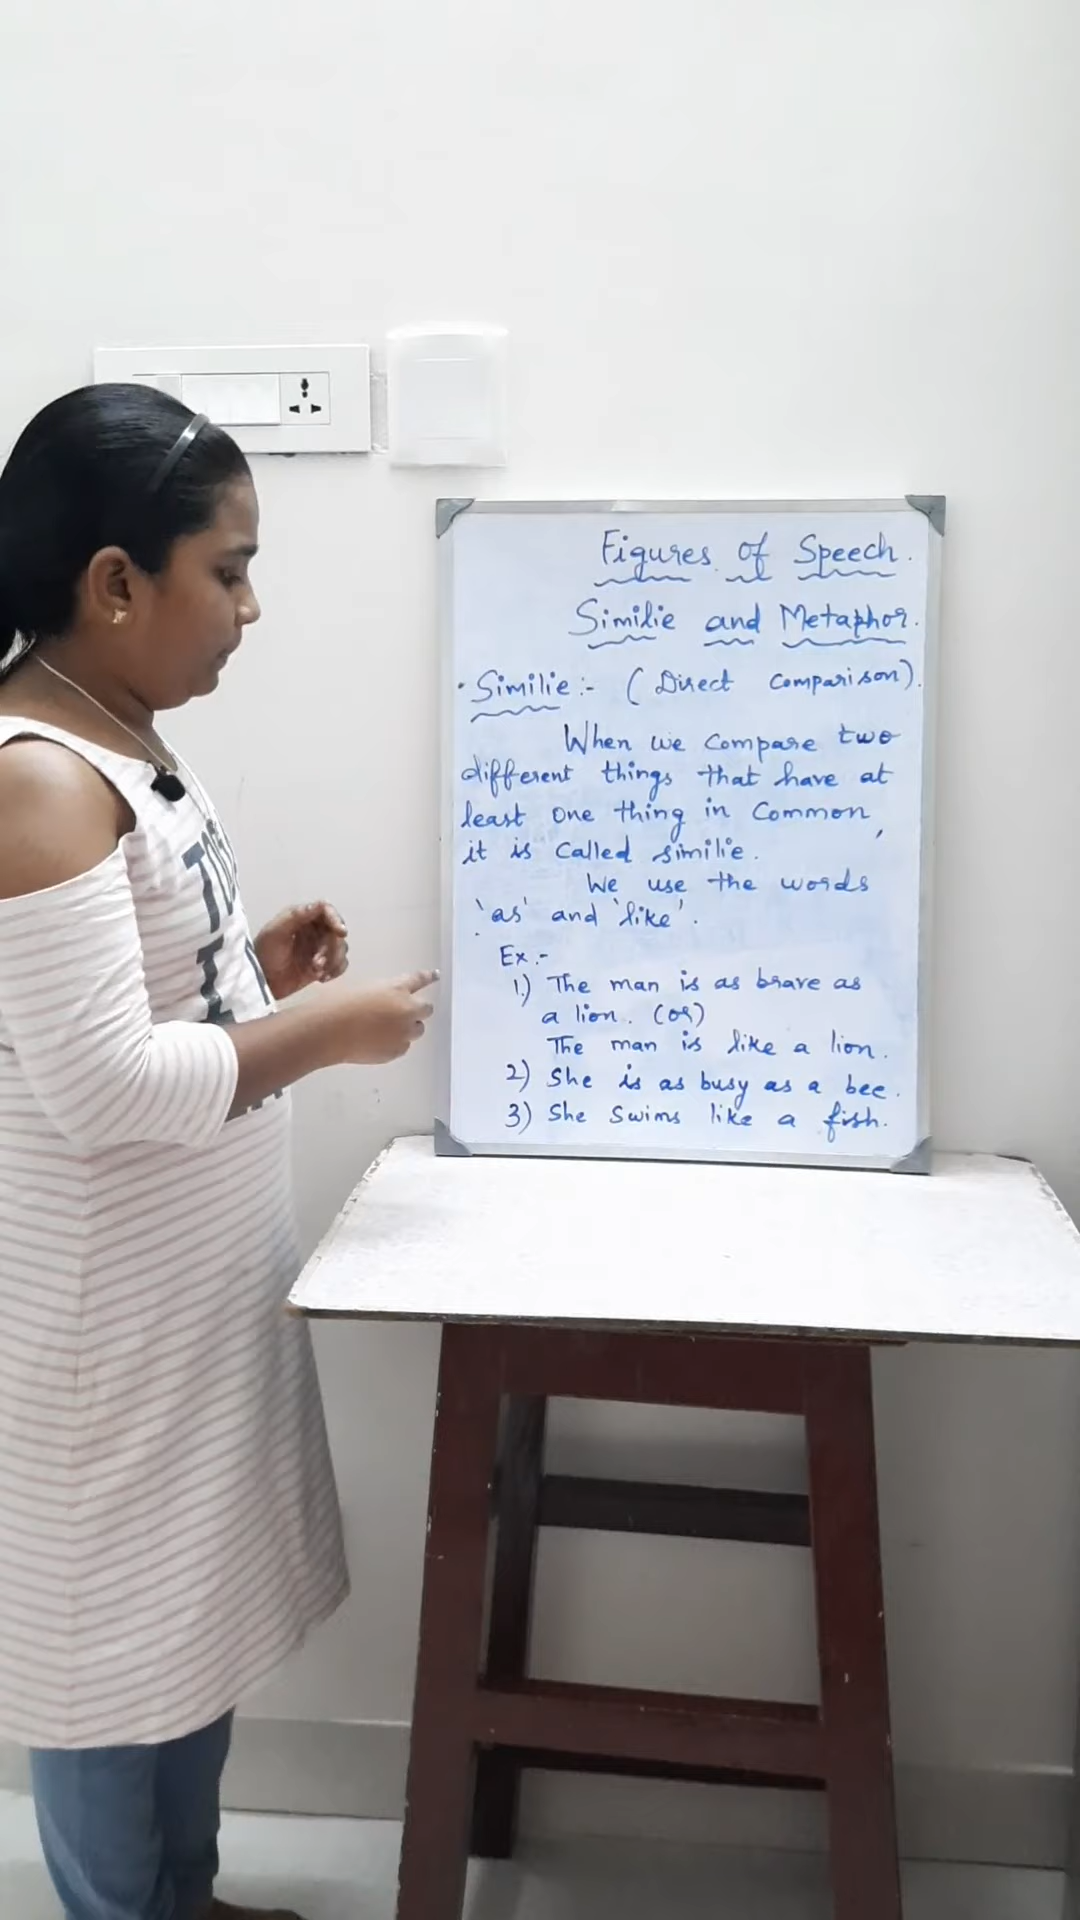 Figures of Speech.
Similie and Metaphor.
• Similie :- (Direct comparison).
When we compare two
different things that have at
least one thing in common,
it is called similie.
We use the words
'as' and 'like'.
Ex :-
1.) The man is as brave as
a lion. (or)
The man is like a lion.
2) She is as busy as a bee.
3) She swims like a fish.